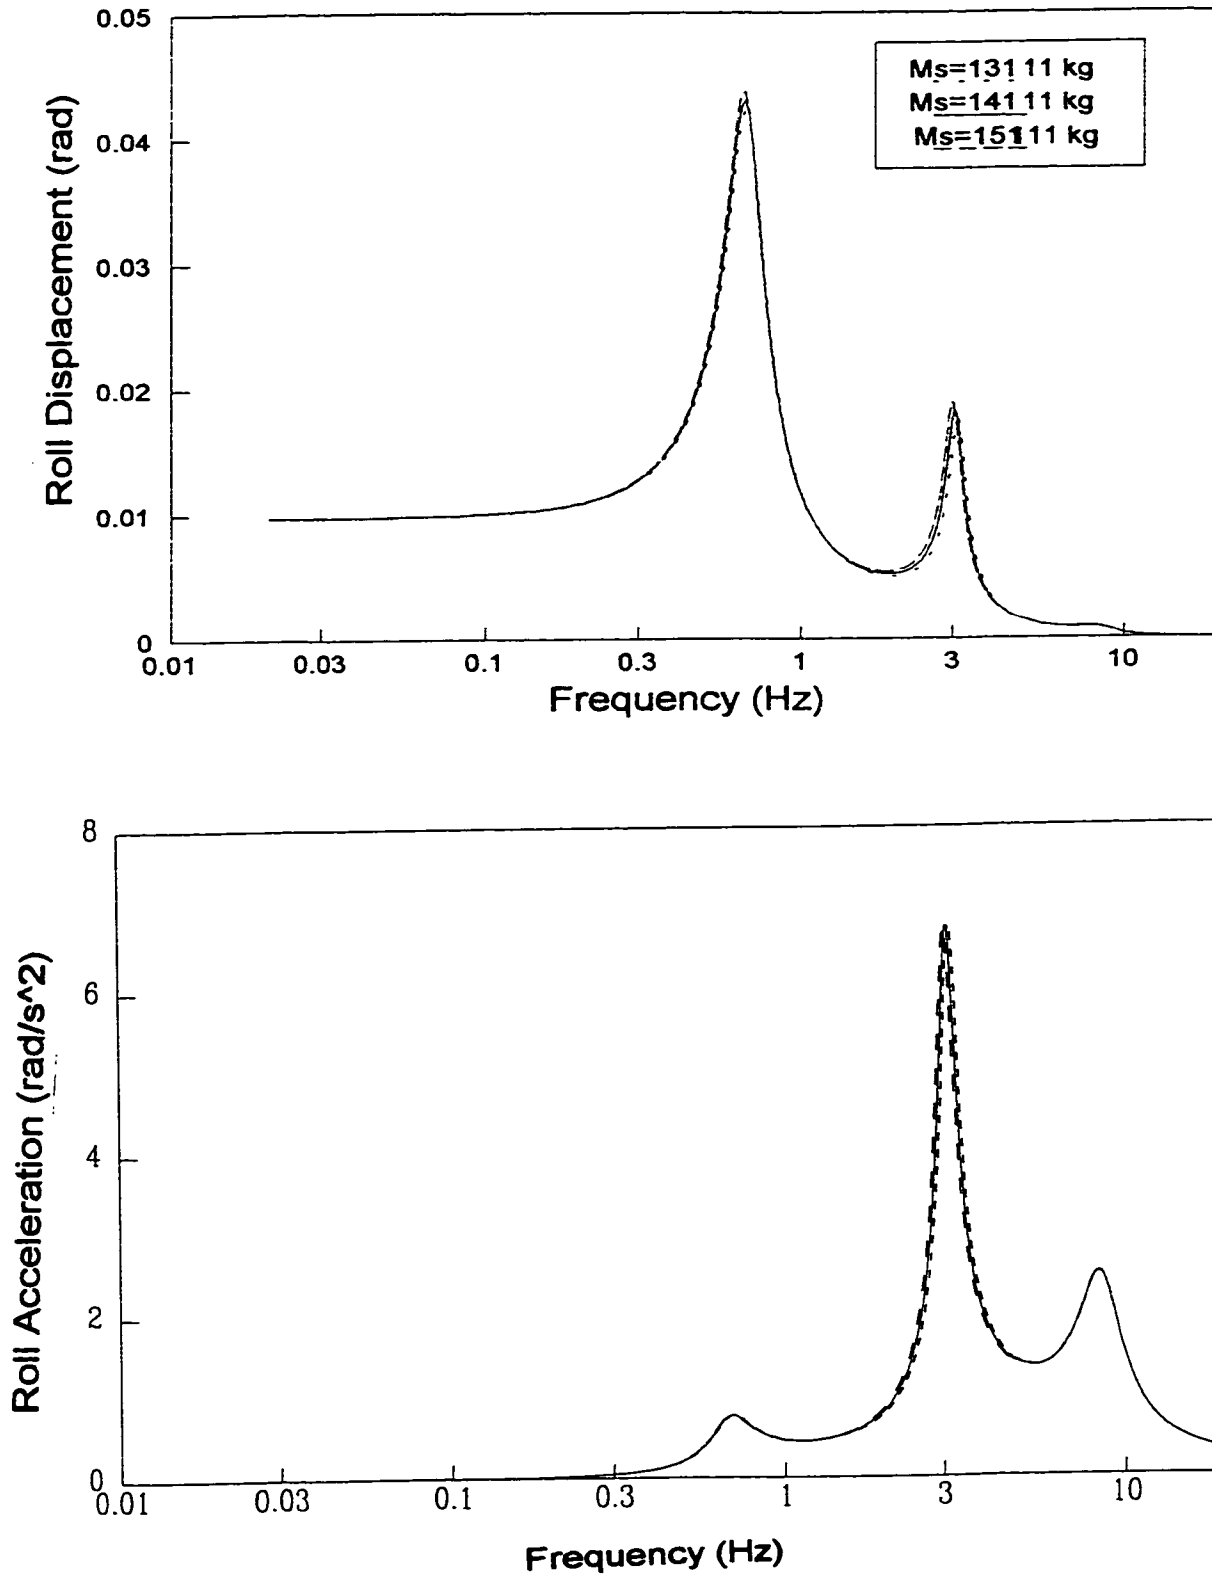 0.05
Ms=13111 kg
Ms=14111 kg
Ms=15111 kg
0.04
0.03
0.02
0.01
0
Roll Displacement (rad)
0.01 0.03 0.1 0.3 1 3 10
Frequency (Hz)
8
6
4
2
0
Roll Acceleration (rad/s^2)
0.01 0.03 0.1 0.3 1 3 10
Frequency (Hz)